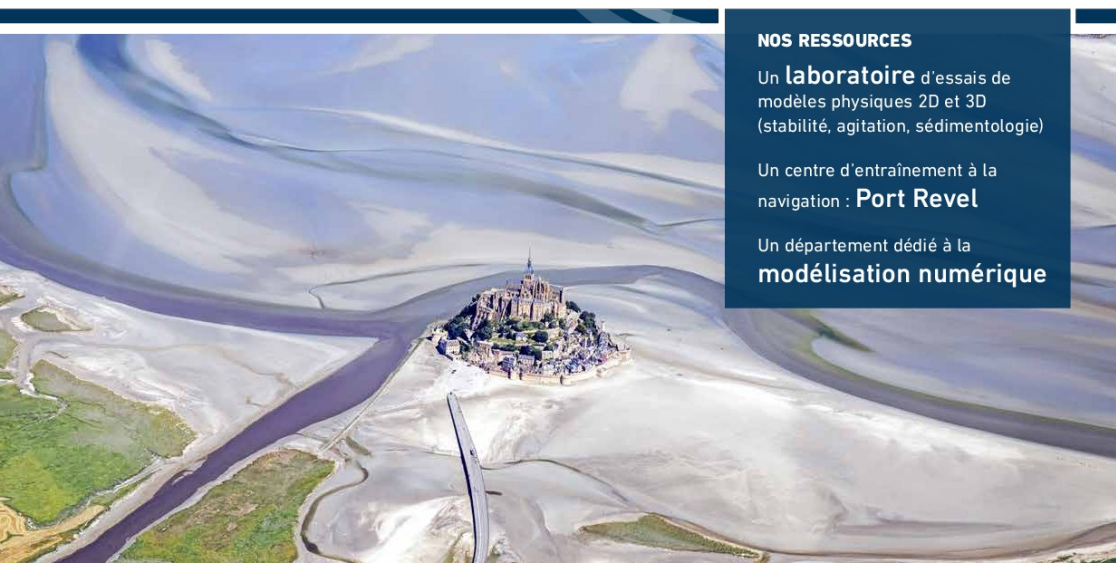 NOS RESSOURCES
Un laboratoire d'essais de
modèles physiques 2D et 3D
(stabilité, agitation, sédimentologie)
Un centre d'entraînement à la
navigation : Port Revel
Un département dédié à la
modélisation numérique